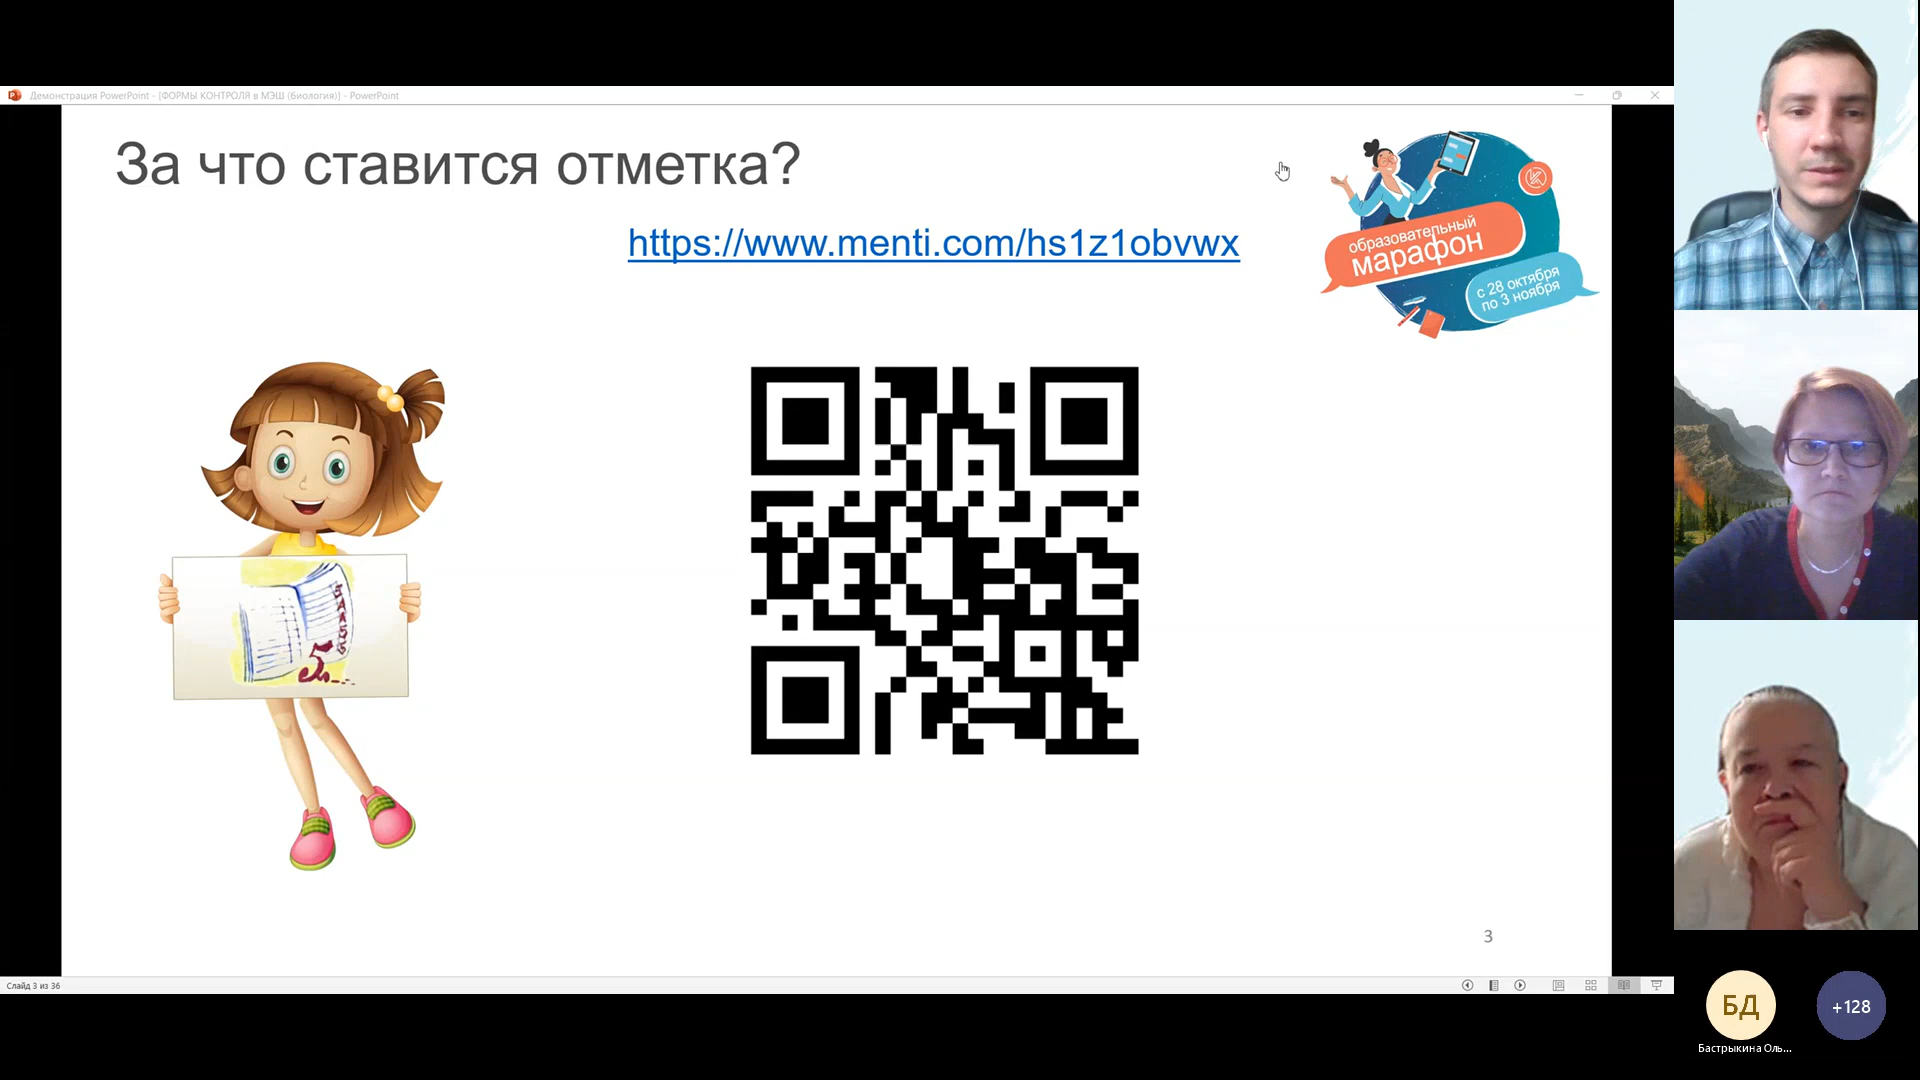 Демонстрация PowerPoint - [ФОРМЫ КОНТРОЛЯ в МЭШ (биология)] - PowerPoint
За что ставится отметка?
https://www.menti.com/hs1z1obvwx
образовательный
марафон
с 28 октября
по 3 ноября
5
3
Слайд 3 из 36
БД
+128
Бастрыкина Оль...